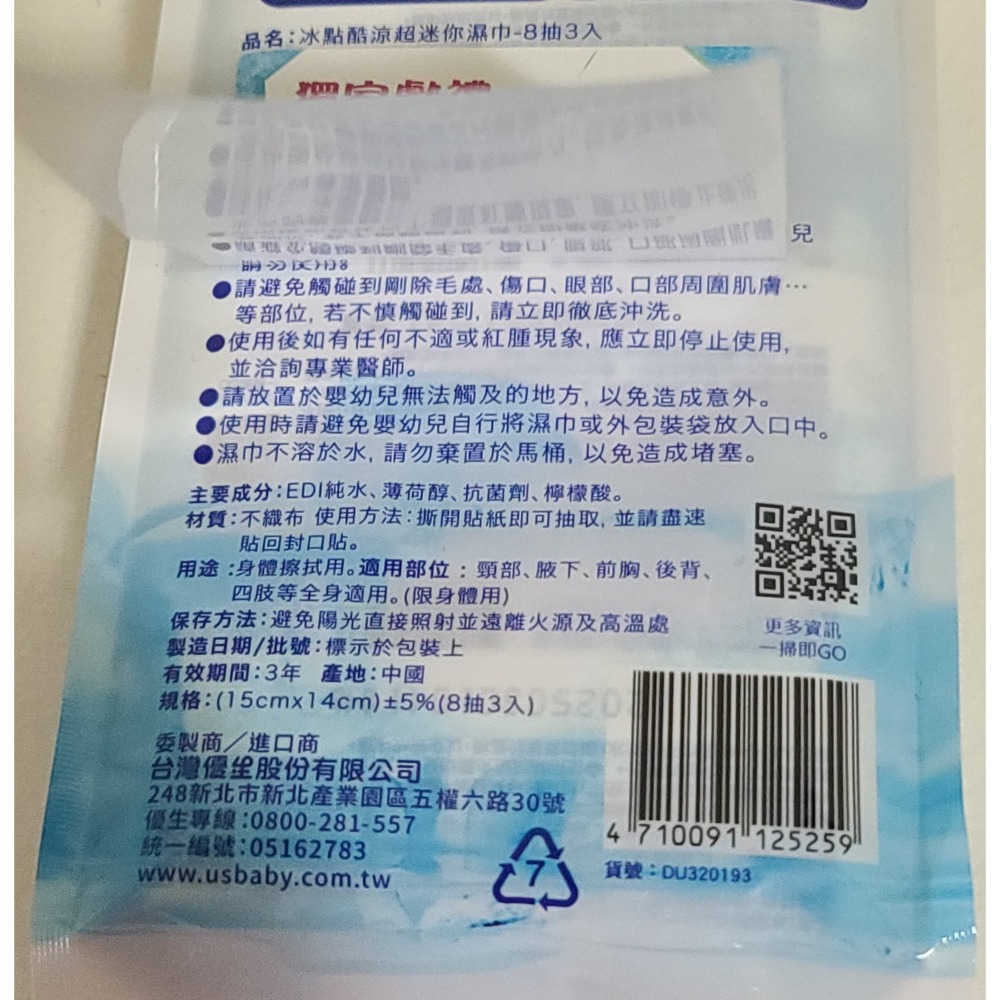 品名：冰點酷涼超迷你濕巾-8抽3入
兒
請勿使用。
●請避免觸碰到剛除毛處、傷口、眼部、口部周圍肌膚…
等部位，若不慎觸碰到，請立即徹底沖洗。
●使用後如有任何不適或紅腫現象，應立即停止使用，
並洽詢專業醫師。
●請放置於嬰幼兒無法觸及的地方，以免造成意外。
●使用時請避免嬰幼兒自行將濕巾或外包裝袋放入口中。
●濕巾不溶於水，請勿棄置於馬桶，以免造成堵塞。
主要成分：EDI純水、薄荷醇、抗菌劑、檸檬酸。
材質：不織布 使用方法：撕開貼紙即可抽取，並請盡速
貼回封口貼。
用途：身體擦拭用。適用部位：頸部、腋下、前胸、後背、
四肢等全身適用。(限身體用)
保存方法：避免陽光直接照射並遠離火源及高溫處
製造日期/批號：標示於包裝上
有效期間：3年 產地：中國
規格：(15cmx14cm)±5%(8抽3入)
委製商／進口商
台灣優生股份有限公司
248新北市新北產業園區五權六路30號
優生專線：0800-281-557
統一編號：05162783
www.usbaby.com.tw
7
更多資訊
一掃即GO
4 710091 125259
貨號：DU320193